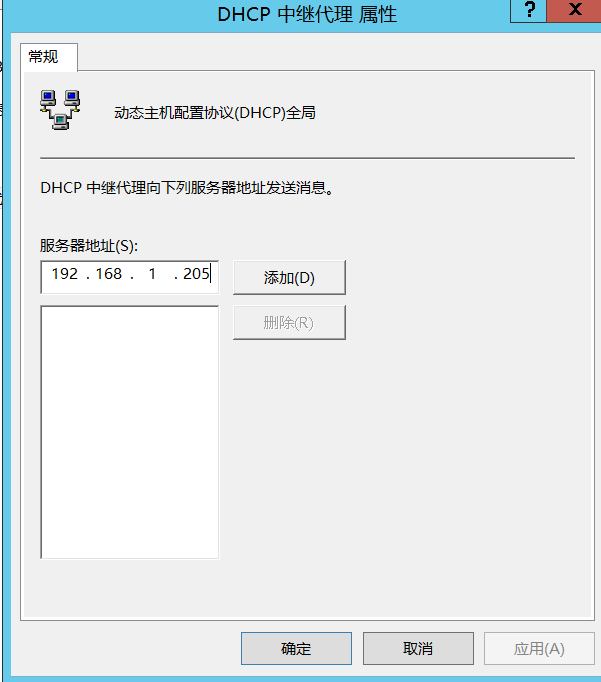 DHCP 中继代理 属性
?
x
常规
动态主机配置协议(DHCP)全局
DHCP 中继代理向下列服务器地址发送消息。
服务器地址(S):
192 . 168 . 1 . 205
添加(D)
删除(R)
确定
取消
应用(A)